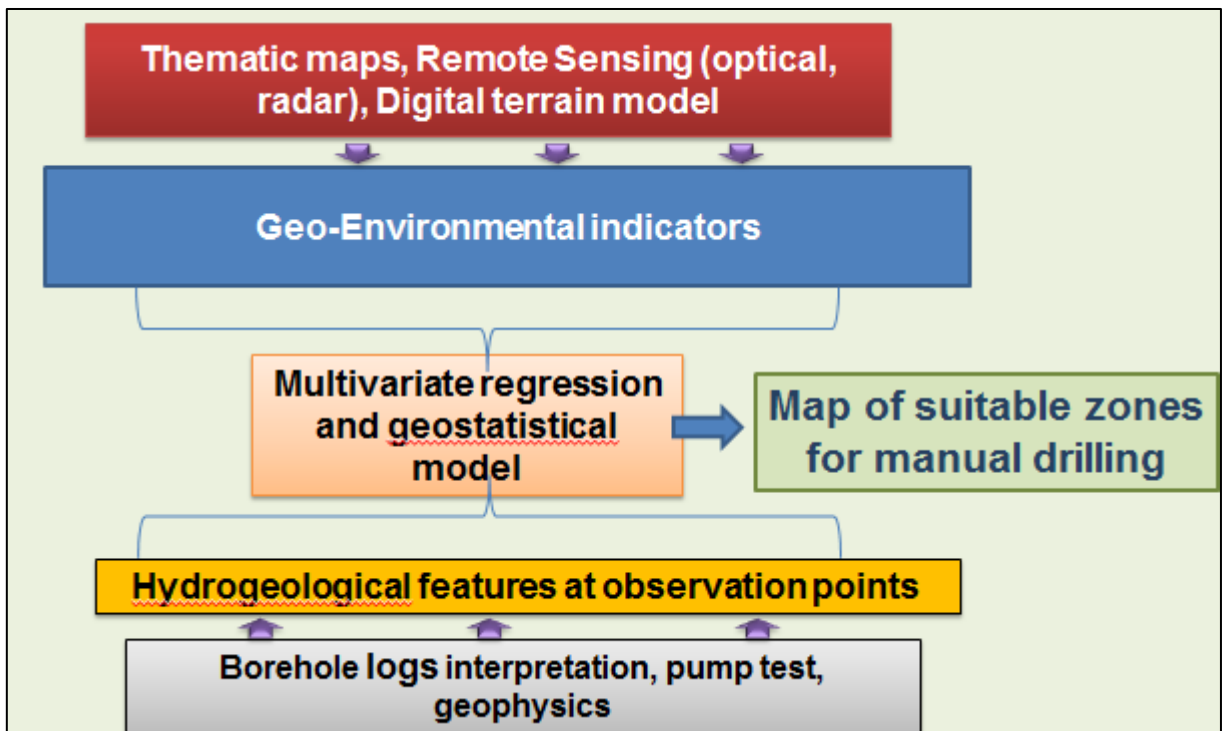 Thematic maps, Remote Sensing (optical,
radar), Digital terrain model
Geo-Environmental indicators
Multivariate regression
and geostatistical
model
Map of suitable zones
for manual drilling
Hydrogeological features at observation points
Borehole logs interpretation, pump test,
geophysics